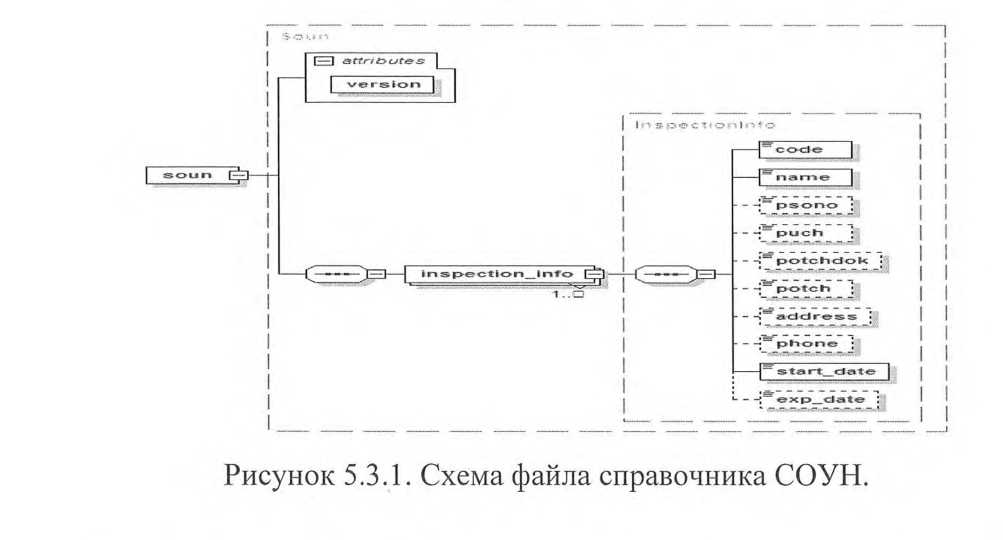 Soun
attributes
version
InspectionInfo
code
name
soun
psono
puch
potchdok
inspection_info
1..
potch
address
phone
start_date
exp_date
Рисунок 5.3.1. Схема файла справочника СОУН.